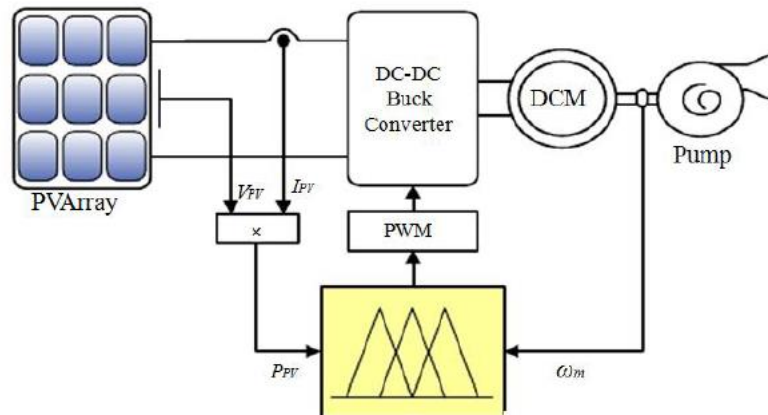 DC-DC
Buck
Converter
DCM
Pump
PVArray
VPV
IPV
×
PWM
PPV
ωm